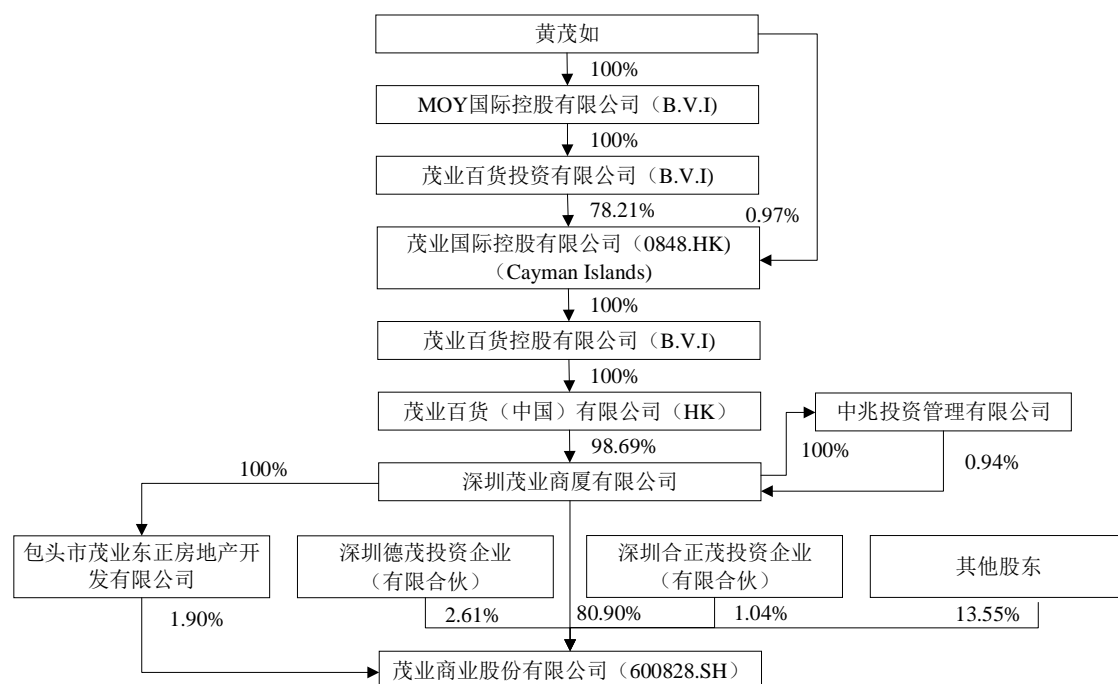 黄茂如
100%
MOY国际控股有限公司（B.V.I)
100%
茂业百货投资有限公司（B.V.I)
78.21%
0.97%
茂业国际控股有限公司（0848.HK)
（Cayman Islands)
100%
茂业百货控股有限公司（B.V.I)
100%
茂业百货（中国）有限公司（HK）
中兆投资管理有限公司
98.69%
100%
0.94%
100%
深圳茂业商厦有限公司
包头市茂业东正房地产开
发有限公司
深圳德茂投资企业
（有限合伙）
深圳合正茂投资企业
（有限合伙）
其他股东
1.90%
2.61%
80.90%
1.04%
13.55%
茂业商业股份有限公司（600828.SH）